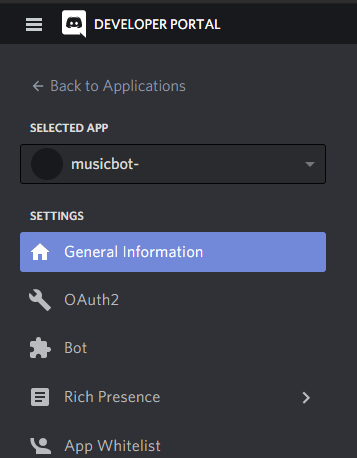 DEVELOPER PORTAL
← Back to Applications
SELECTED APP
musicbot-
SETTINGS
General Information
OAuth2
Bot
Rich Presence
App Whitelist